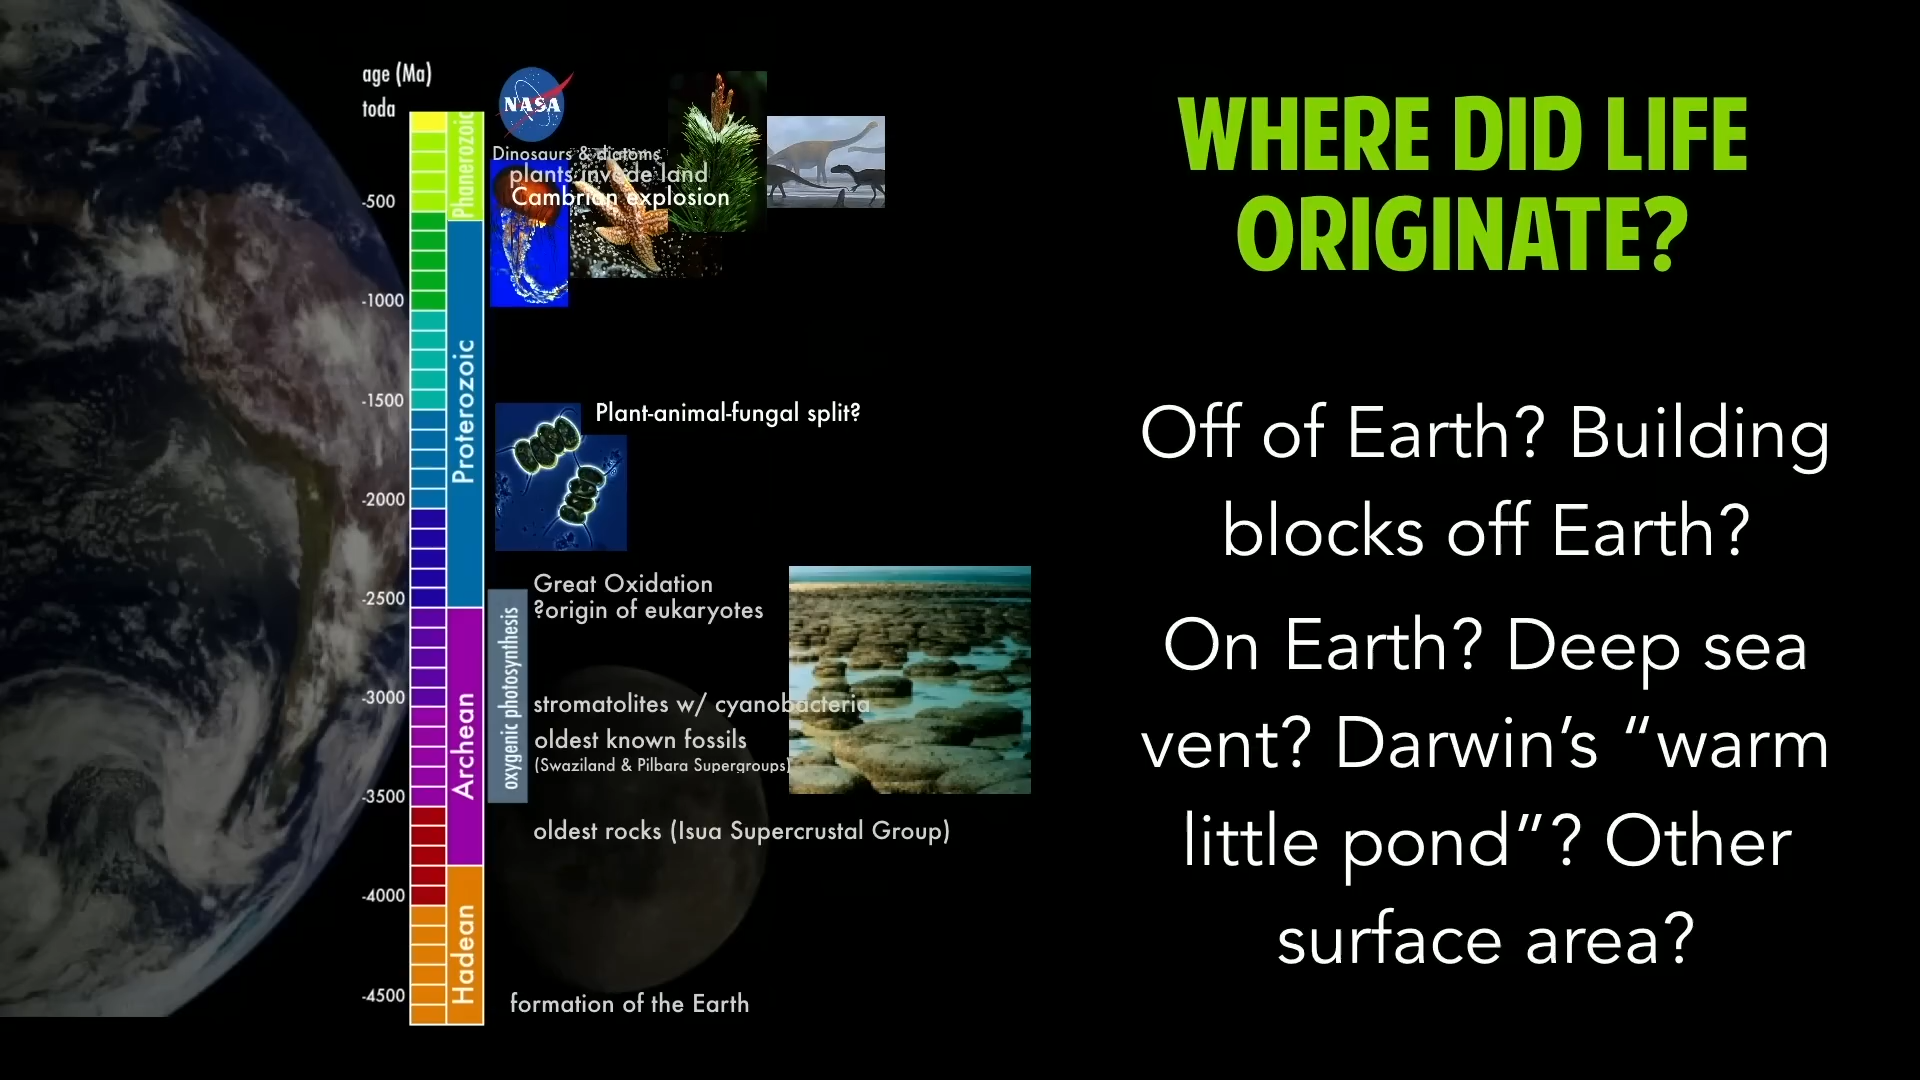 age (Ma)
toda
-500
-1000
-1500
-2000
-2500
-3000
-3500
-4000
-4500
Phanerozoic
Proterozoic
Archean
Hadean
oxygenic photosynthesis
NASA
Dinosaurs & diatoms
plants invade land
Cambrian explosion
Plant-animal-fungal split?
Great Oxidation
?origin of eukaryotes
stromatolites w/ cyanobacteria
oldest known fossils
(Swaziland & Pilbara Supergroups)
oldest rocks (Isua Supercrustal Group)
formation of the Earth
WHERE DID LIFE
ORIGINATE?
Off of Earth? Building
blocks off Earth?
On Earth? Deep sea
vent? Darwin’s “warm
little pond”? Other
surface area?